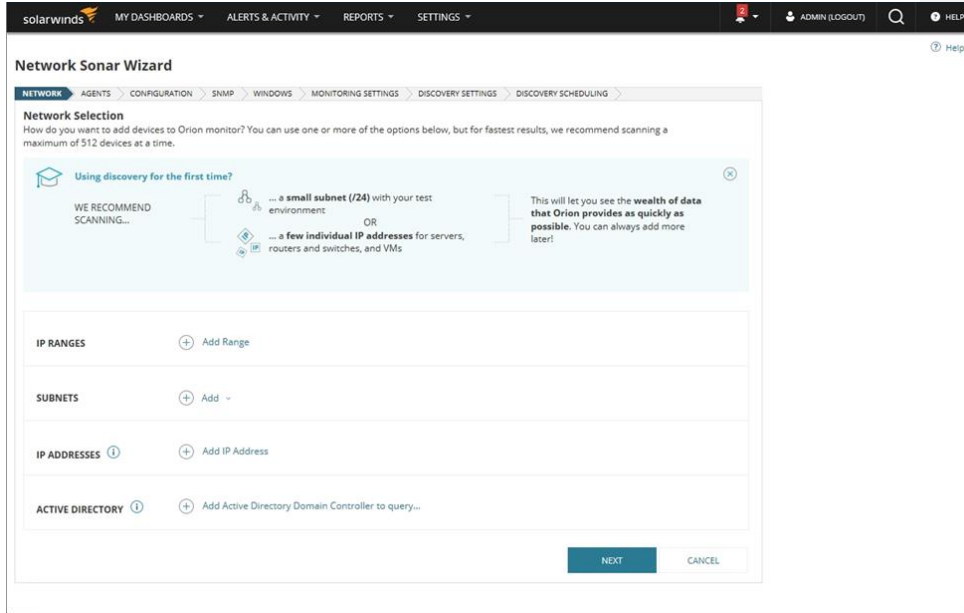 solarwinds MY DASHBOARDS ALERTS & ACTIVITY REPORTS SETTINGS 2 ADMIN (LOGOUT) ? HELP
? Help
Network Sonar Wizard
NETWORK AGENTS CONFIGURATION SNMP WINDOWS MONITORING SETTINGS DISCOVERY SETTINGS DISCOVERY SCHEDULING
Network Selection
How do you want to add devices to Orion monitor? You can use one or more of the options below, but for fastest results, we recommend scanning a
maximum of 512 devices at a time.
Using discovery for the first time?
WE RECOMMEND
SCANNING...
... a small subnet (/24) with your test
environment
OR
... a few individual IP addresses for servers,
routers and switches, and VMs
IP
This will let you see the wealth of data
that Orion provides as quickly as
possible. You can always add more
later!
IP RANGES Add Range
SUBNETS Add
IP ADDRESSES i Add IP Address
ACTIVE DIRECTORY i Add Active Directory Domain Controller to query...
NEXT CANCEL